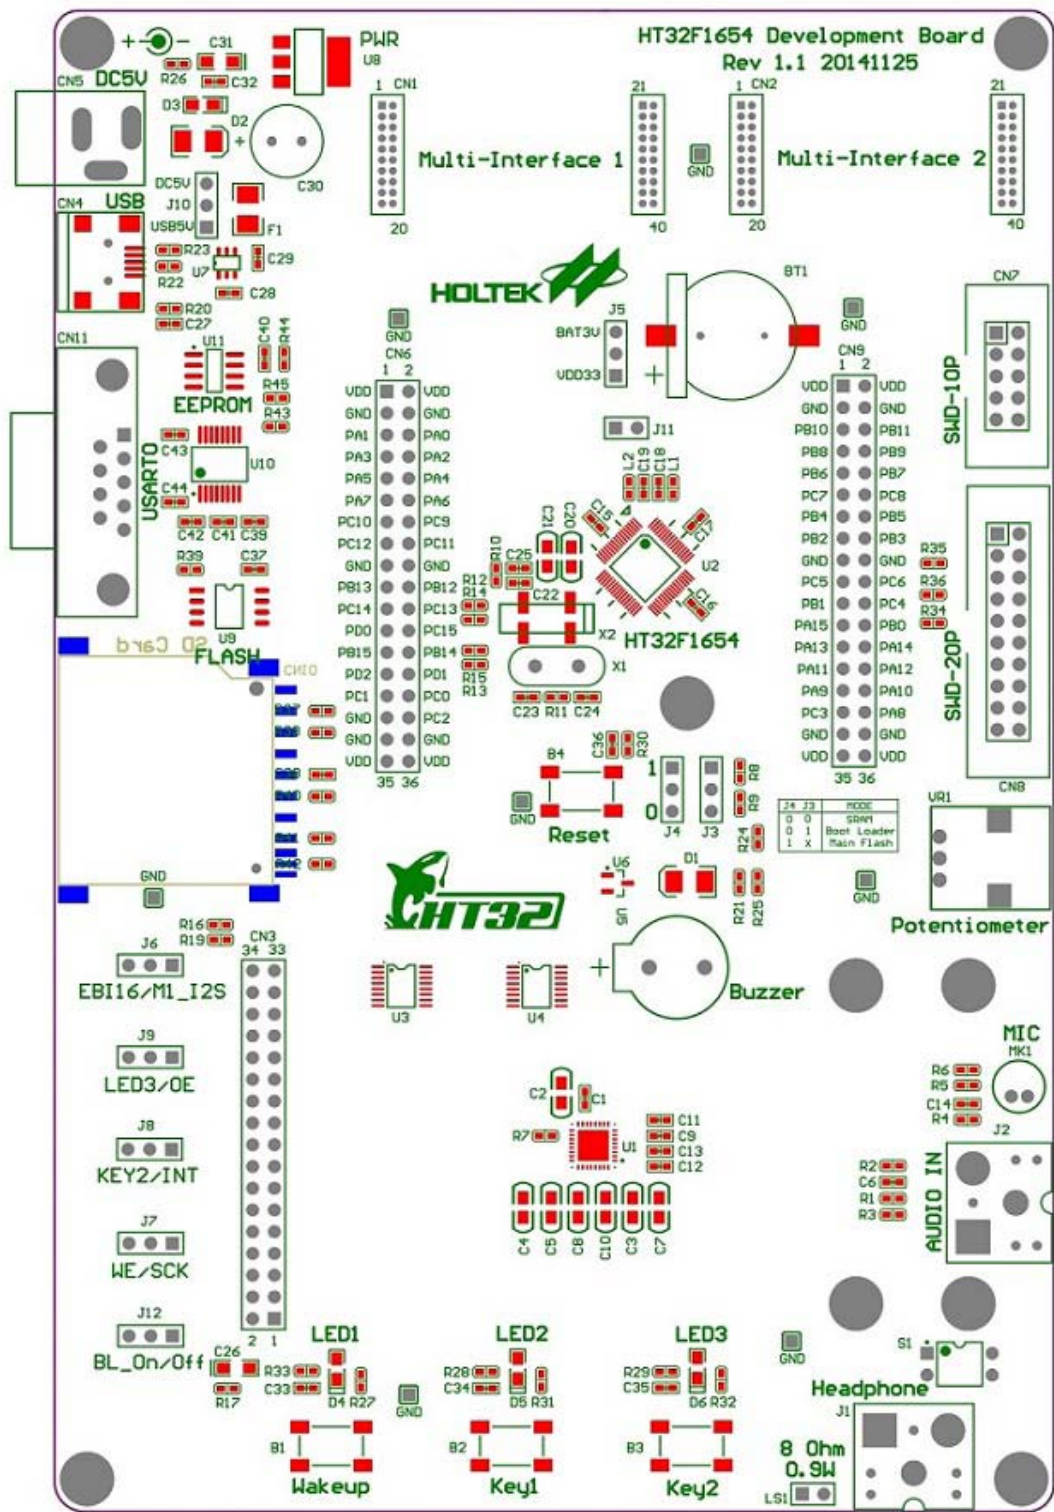 HT32F1654 Development Board
Rev 1.1 20141125
+ -
C31
PWR
U8
R26
C32
CN5 DC5V
D3
D2
+
C30
1 CN1
21
Multi-Interface 1
20
40
GND
1 CN2
21
Multi-Interface 2
20
40
DC5V
J10
USB5V
F1
CN4 USB
R23
R22
U7
C29
C28
R20
C27
HOLTEK
BT1
J5
BAT3V
VDD33
+
GND
GND
CN7
SWD-10P
CN11
USART0
U11
EEPROM
C40
R44
R45
R43
C43
U10
C44
C42 C41 C39
R39 C37
U9
FLASH
CN6
1 2
VDD VDD
GND GND
PA1 PA0
PA3 PA2
PA5 PA4
PA7 PA6
PC10 PC9
PC12 PC11
GND GND
PB13 PB12
PC14 PC13
PD0 PC15
PB15 PB14
PD2 PD1
PC1 PC0
GND PC2
GND GND
VDD VDD
35 36
J11
L2
C19
C18
L1
C15
C17
C21
C20
U2
C16
HT32F1654
R10
C25
C22
R12
R14
X2
X1
R15
R13
C23 R11 C24
CN9
1 2
VDD VDD
GND GND
PB10 PB11
PB8 PB9
PB6 PB7
PC7 PC8
PB4 PB5
PB2 PB3
GND GND
PC5 PC6
PB1 PC4
PA15 PB0
PA13 PA14
PA11 PA12
PA9 PA10
PC3 PA8
GND GND
VDD VDD
35 36
R35
R36
R34
SWD-20P
CN8
SD Card
CN10
R41
R42
GND
C36
R30
B4
Reset
GND
1
0
J4 J3
R8
R9
R24
J4 J3 MODE
0 0 SRAM
0 1 Boot Loader
1 X Main Flash
VR1
Potentiometer
GND
HT32
U6
U5
D1
R21
R25
+
Buzzer
U3
U4
R16
R19
CN3
34 33
2 1
J6
EBI16/M1_I2S
J9
LED3/OE
J8
KEY2/INT
J7
WE/SCK
J12
BL_On/Off
C2
C1
R7
U1
C11
C9
C13
C12
C4
C5
C8
C10
C3
C7
MIC
MK1
R6
R5
C14
R4
J2
AUDIO IN
R2
C6
R1
R3
C26
R17
LED1
R33
C33
D4
R27
B1
Wakeup
GND
LED2
R28
C34
D5
R31
B2
Key1
LED3
R29
C35
D6
R32
B3
Key2
GND
S1
Headphone
J1
8 Ohm
0.9W
LS1